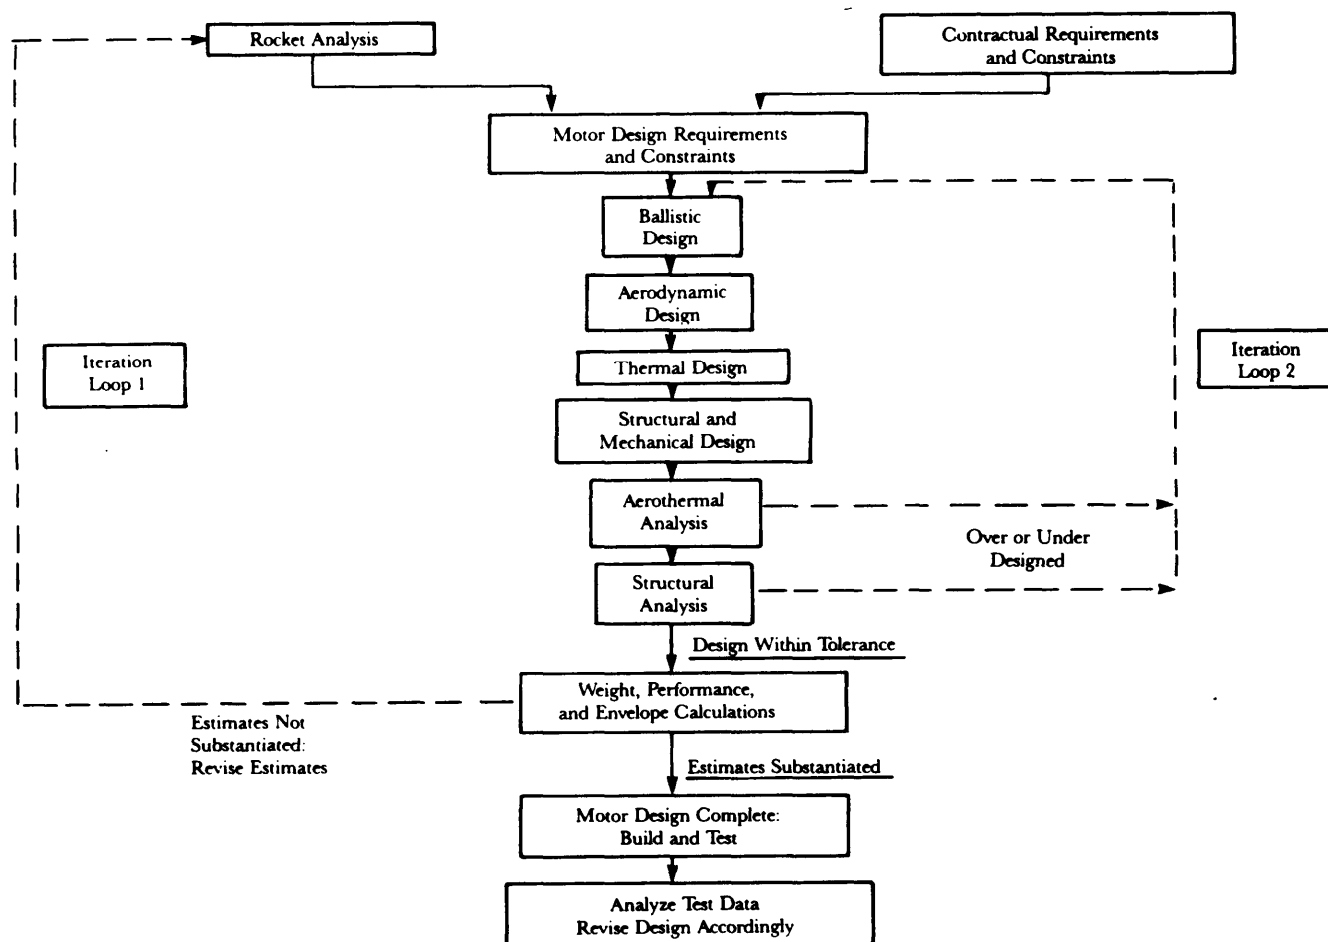 Rocket Analysis
Contractual Requirements
and Constraints
Motor Design Requirements
and Constraints
Ballistic
Design
Aerodynamic
Design
Thermal Design
Iteration
Loop 1
Iteration
Loop 2
Structural and
Mechanical Design
Aerothermal
Analysis
Over or Under
Designed
Structural
Analysis
Design Within Tolerance
Weight, Performance,
and Envelope Calculations
Estimates Not
Substantiated:
Revise Estimates
Estimates Substantiated
Motor Design Complete:
Build and Test
Analyze Test Data
Revise Design Accordingly